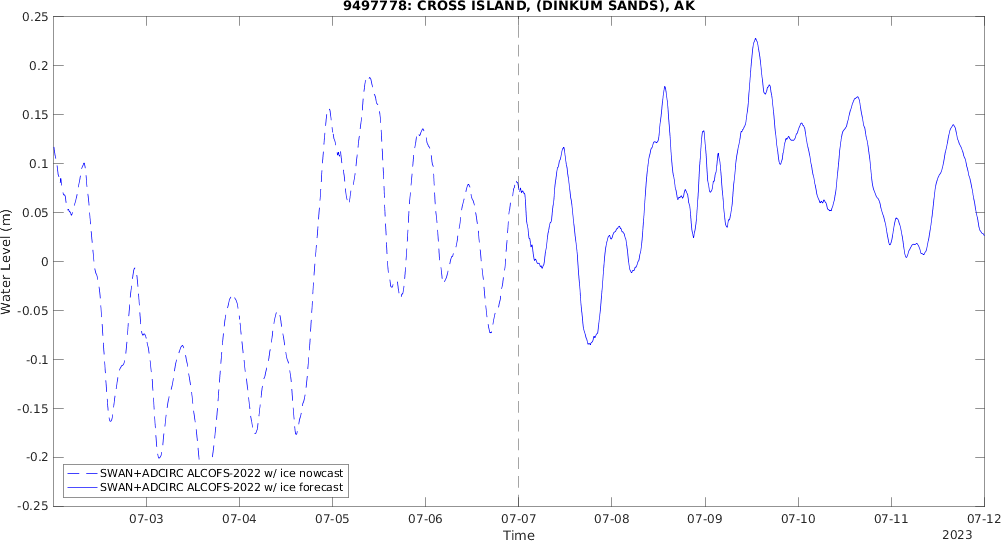 9497778: CROSS ISLAND, (DINKUM SANDS), AK
0.25
0.2
0.15
0.1
0.05
0
-0.05
-0.1
-0.15
-0.2
-0.25
Water Level (m)
SWAN+ADCIRC ALCOFS-2022 w/ ice nowcast
SWAN+ADCIRC ALCOFS-2022 w/ ice forecast
07-03 07-04 07-05 07-06 07-07 07-08 07-09 07-10 07-11 07-12
Time
2023